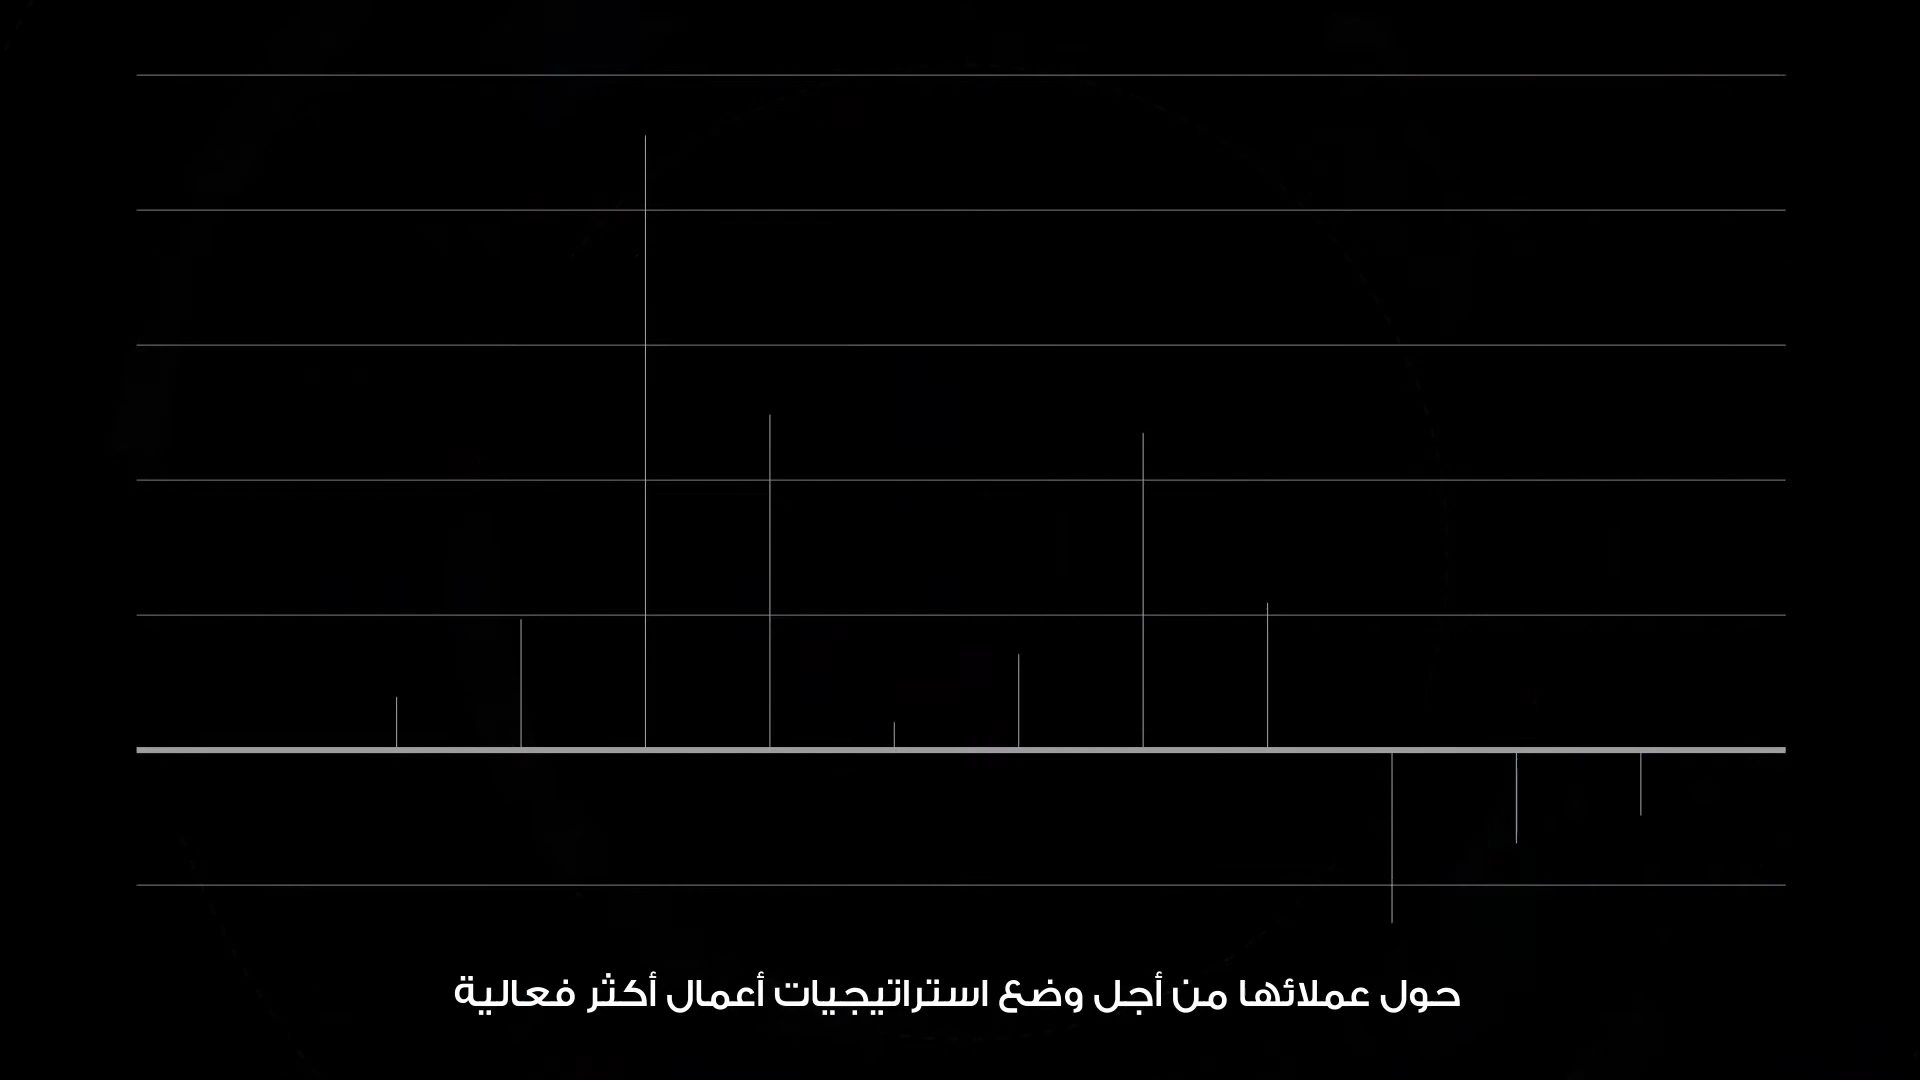 حول عملائها من أجل وضع استراتيجيات أعمال أكثر فعالية